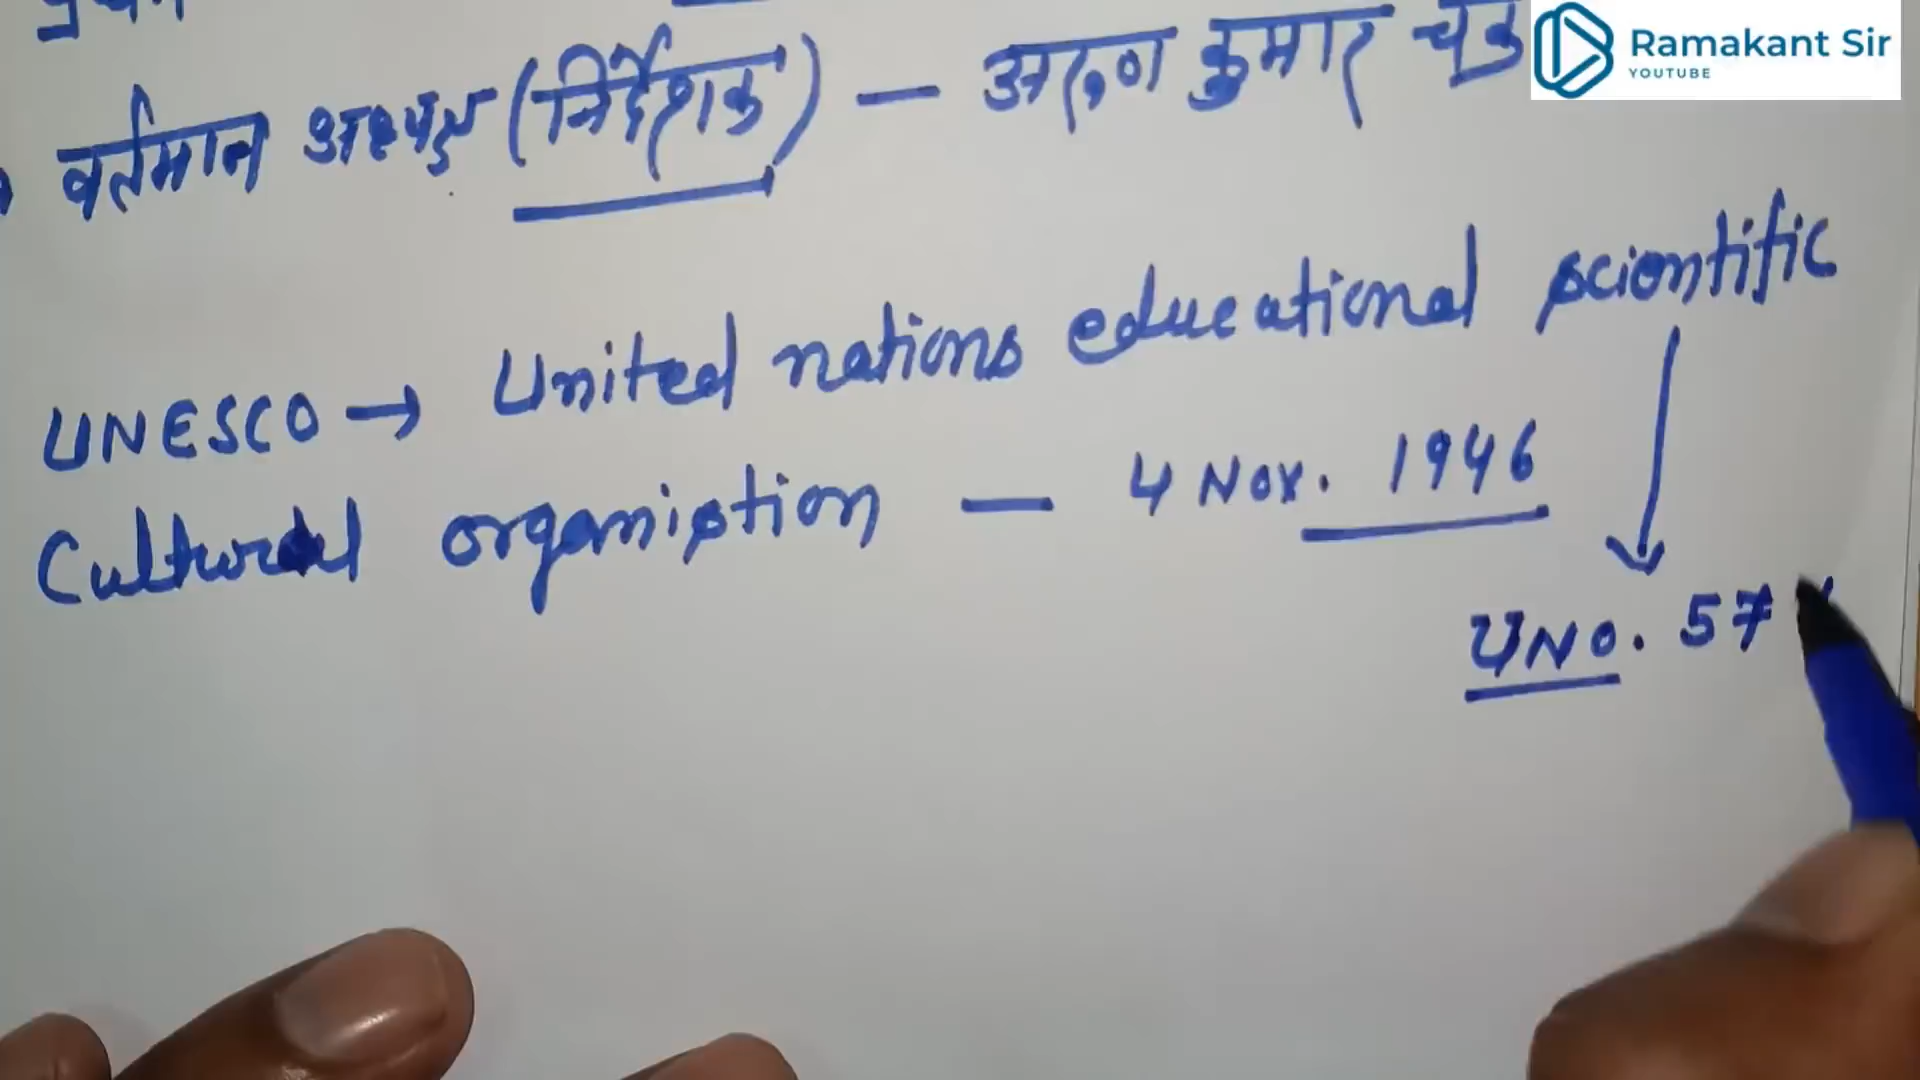 वर्तमान अध्यक्ष (निर्देशक) — अरुण कुमार
Ramakant Sir
YOUTUBE
UNESCO → United nations educational scientific
Cultural organiɀtion — 4 Nov. 1946
UNO. 57